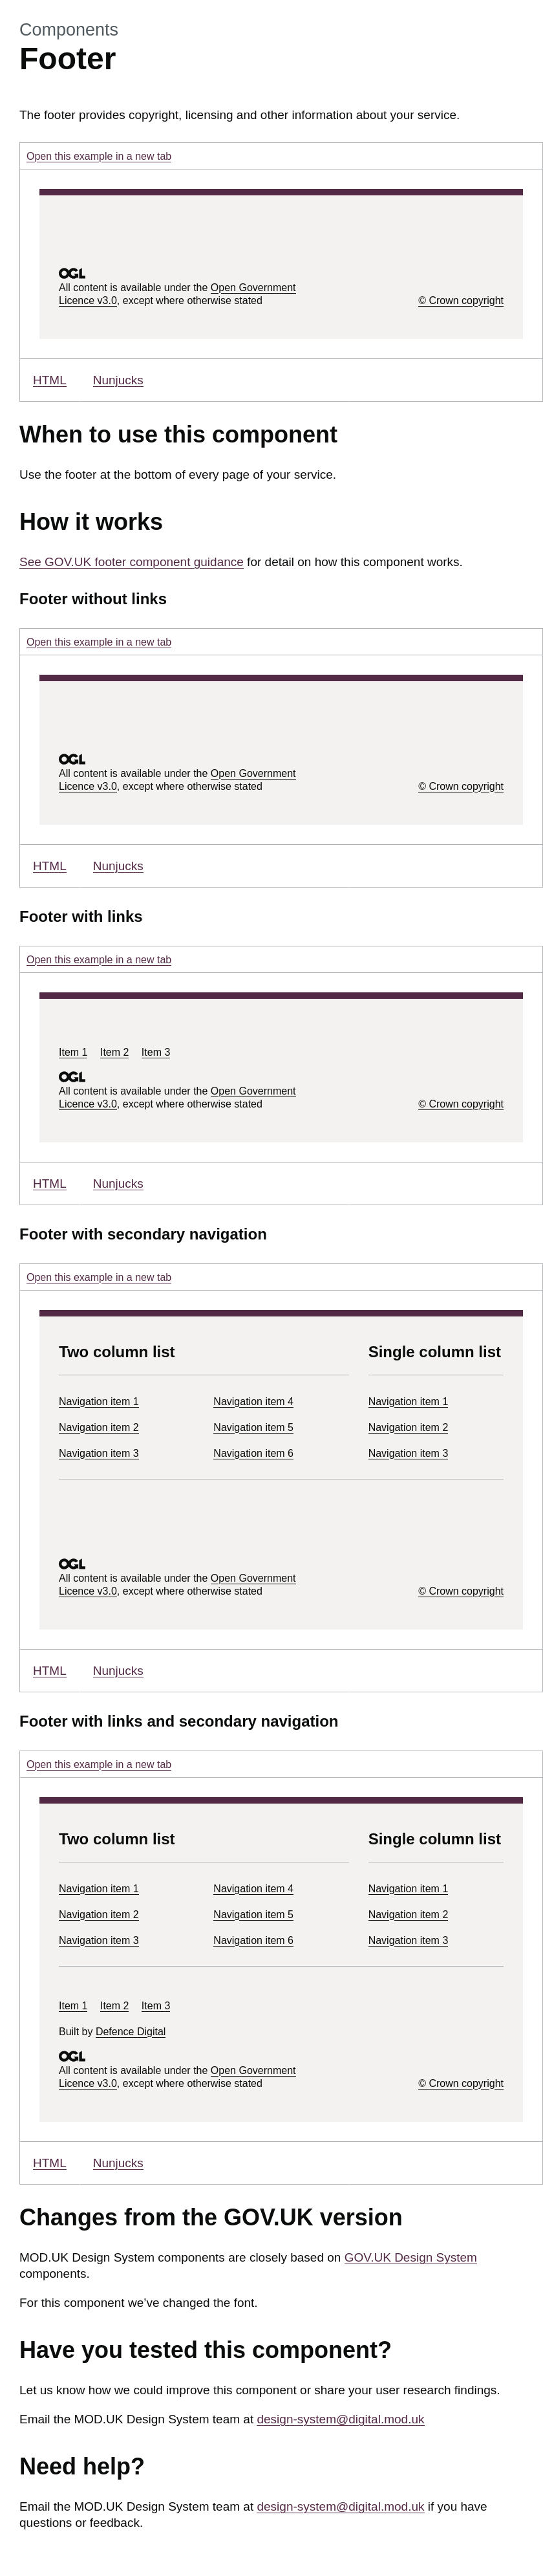 Components
Footer
The footer provides copyright, licensing and other information about your service.
Open this example in a new tab
OGL
All content is available under the Open Government
Licence v3.0, except where otherwise stated
© Crown copyright
HTML
Nunjucks
When to use this component
Use the footer at the bottom of every page of your service.
How it works
See GOV.UK footer component guidance for detail on how this component works.
Footer without links
Open this example in a new tab
OGL
All content is available under the Open Government
Licence v3.0, except where otherwise stated
© Crown copyright
HTML
Nunjucks
Footer with links
Open this example in a new tab
Item 1 Item 2 Item 3
OGL
All content is available under the Open Government
Licence v3.0, except where otherwise stated
© Crown copyright
HTML
Nunjucks
Footer with secondary navigation
Open this example in a new tab
Two column list
Navigation item 1
Navigation item 2
Navigation item 3
Navigation item 4
Navigation item 5
Navigation item 6
Single column list
Navigation item 1
Navigation item 2
Navigation item 3
OGL
All content is available under the Open Government
Licence v3.0, except where otherwise stated
© Crown copyright
HTML
Nunjucks
Footer with links and secondary navigation
Open this example in a new tab
Two column list
Navigation item 1
Navigation item 2
Navigation item 3
Navigation item 4
Navigation item 5
Navigation item 6
Single column list
Navigation item 1
Navigation item 2
Navigation item 3
Item 1 Item 2 Item 3
Built by Defence Digital
OGL
All content is available under the Open Government
Licence v3.0, except where otherwise stated
© Crown copyright
HTML
Nunjucks
Changes from the GOV.UK version
MOD.UK Design System components are closely based on GOV.UK Design System
components.
For this component we’ve changed the font.
Have you tested this component?
Let us know how we could improve this component or share your user research findings.
Email the MOD.UK Design System team at design-system@digital.mod.uk
Need help?
Email the MOD.UK Design System team at design-system@digital.mod.uk if you have
questions or feedback.